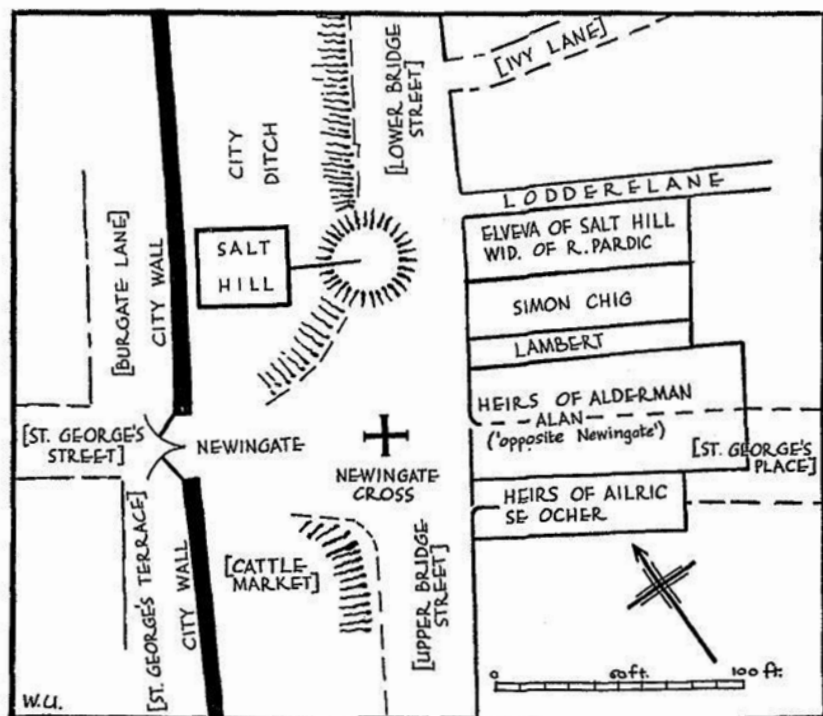 [IVY LANE]
[LOWER BRIDGE
STREET]
CITY
DITCH
LODDERELANE
ELVEVA OF SALT HILL
WID. OF R. PARDIC
SALT
HILL
[BURGATE LANE]
CITY WALL
SIMON CHIG
LAMBERT
HEIRS OF ALDERMAN
ALAN
('opposite Newingate')
[ST. GEORGE'S
STREET]
NEWINGATE
NEWINGATE
CROSS
[ST. GEORGE'S
PLACE]
HEIRS OF AILRIC
SE OCHER
[ST. GEORGE'S TERRACE]
CITY WALL
[CATTLE
MARKET]
[UPPER BRIDGE
STREET]
0 50ft. 100 ft.
W.U.